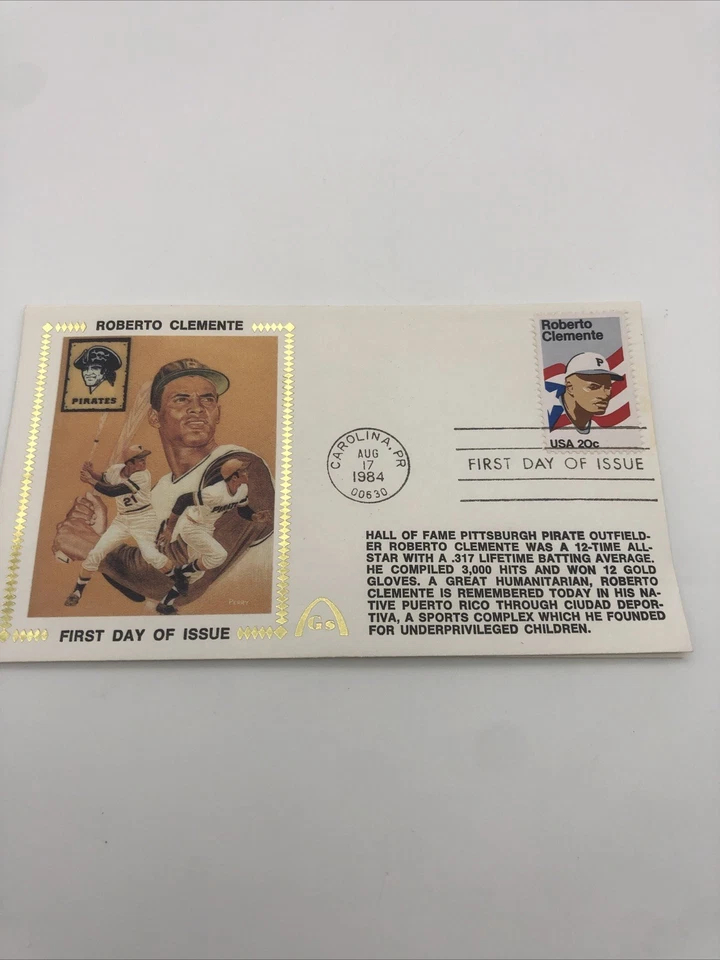 ROBERTO CLEMENTE
PIRATES
21
PIRATES
PERRY
FIRST DAY OF ISSUE
Gs
Roberto
Clemente
P
USA 20c
CAROLINA, PR
AUG
17
1984
00630
FIRST DAY OF ISSUE
HALL OF FAME PITTSBURGH PIRATE OUTFIELD-
ER ROBERTO CLEMENTE WAS A 12-TIME ALL-
STAR WITH A .317 LIFETIME BATTING AVERAGE.
HE COMPILED 3,000 HITS AND WON 12 GOLD
GLOVES. A GREAT HUMANITARIAN, ROBERTO
CLEMENTE IS REMEMBERED TODAY IN HIS NA-
TIVE PUERTO RICO THROUGH CIUDAD DEPOR-
TIVA, A SPORTS COMPLEX WHICH HE FOUNDED
FOR UNDERPRIVILEGED CHILDREN.